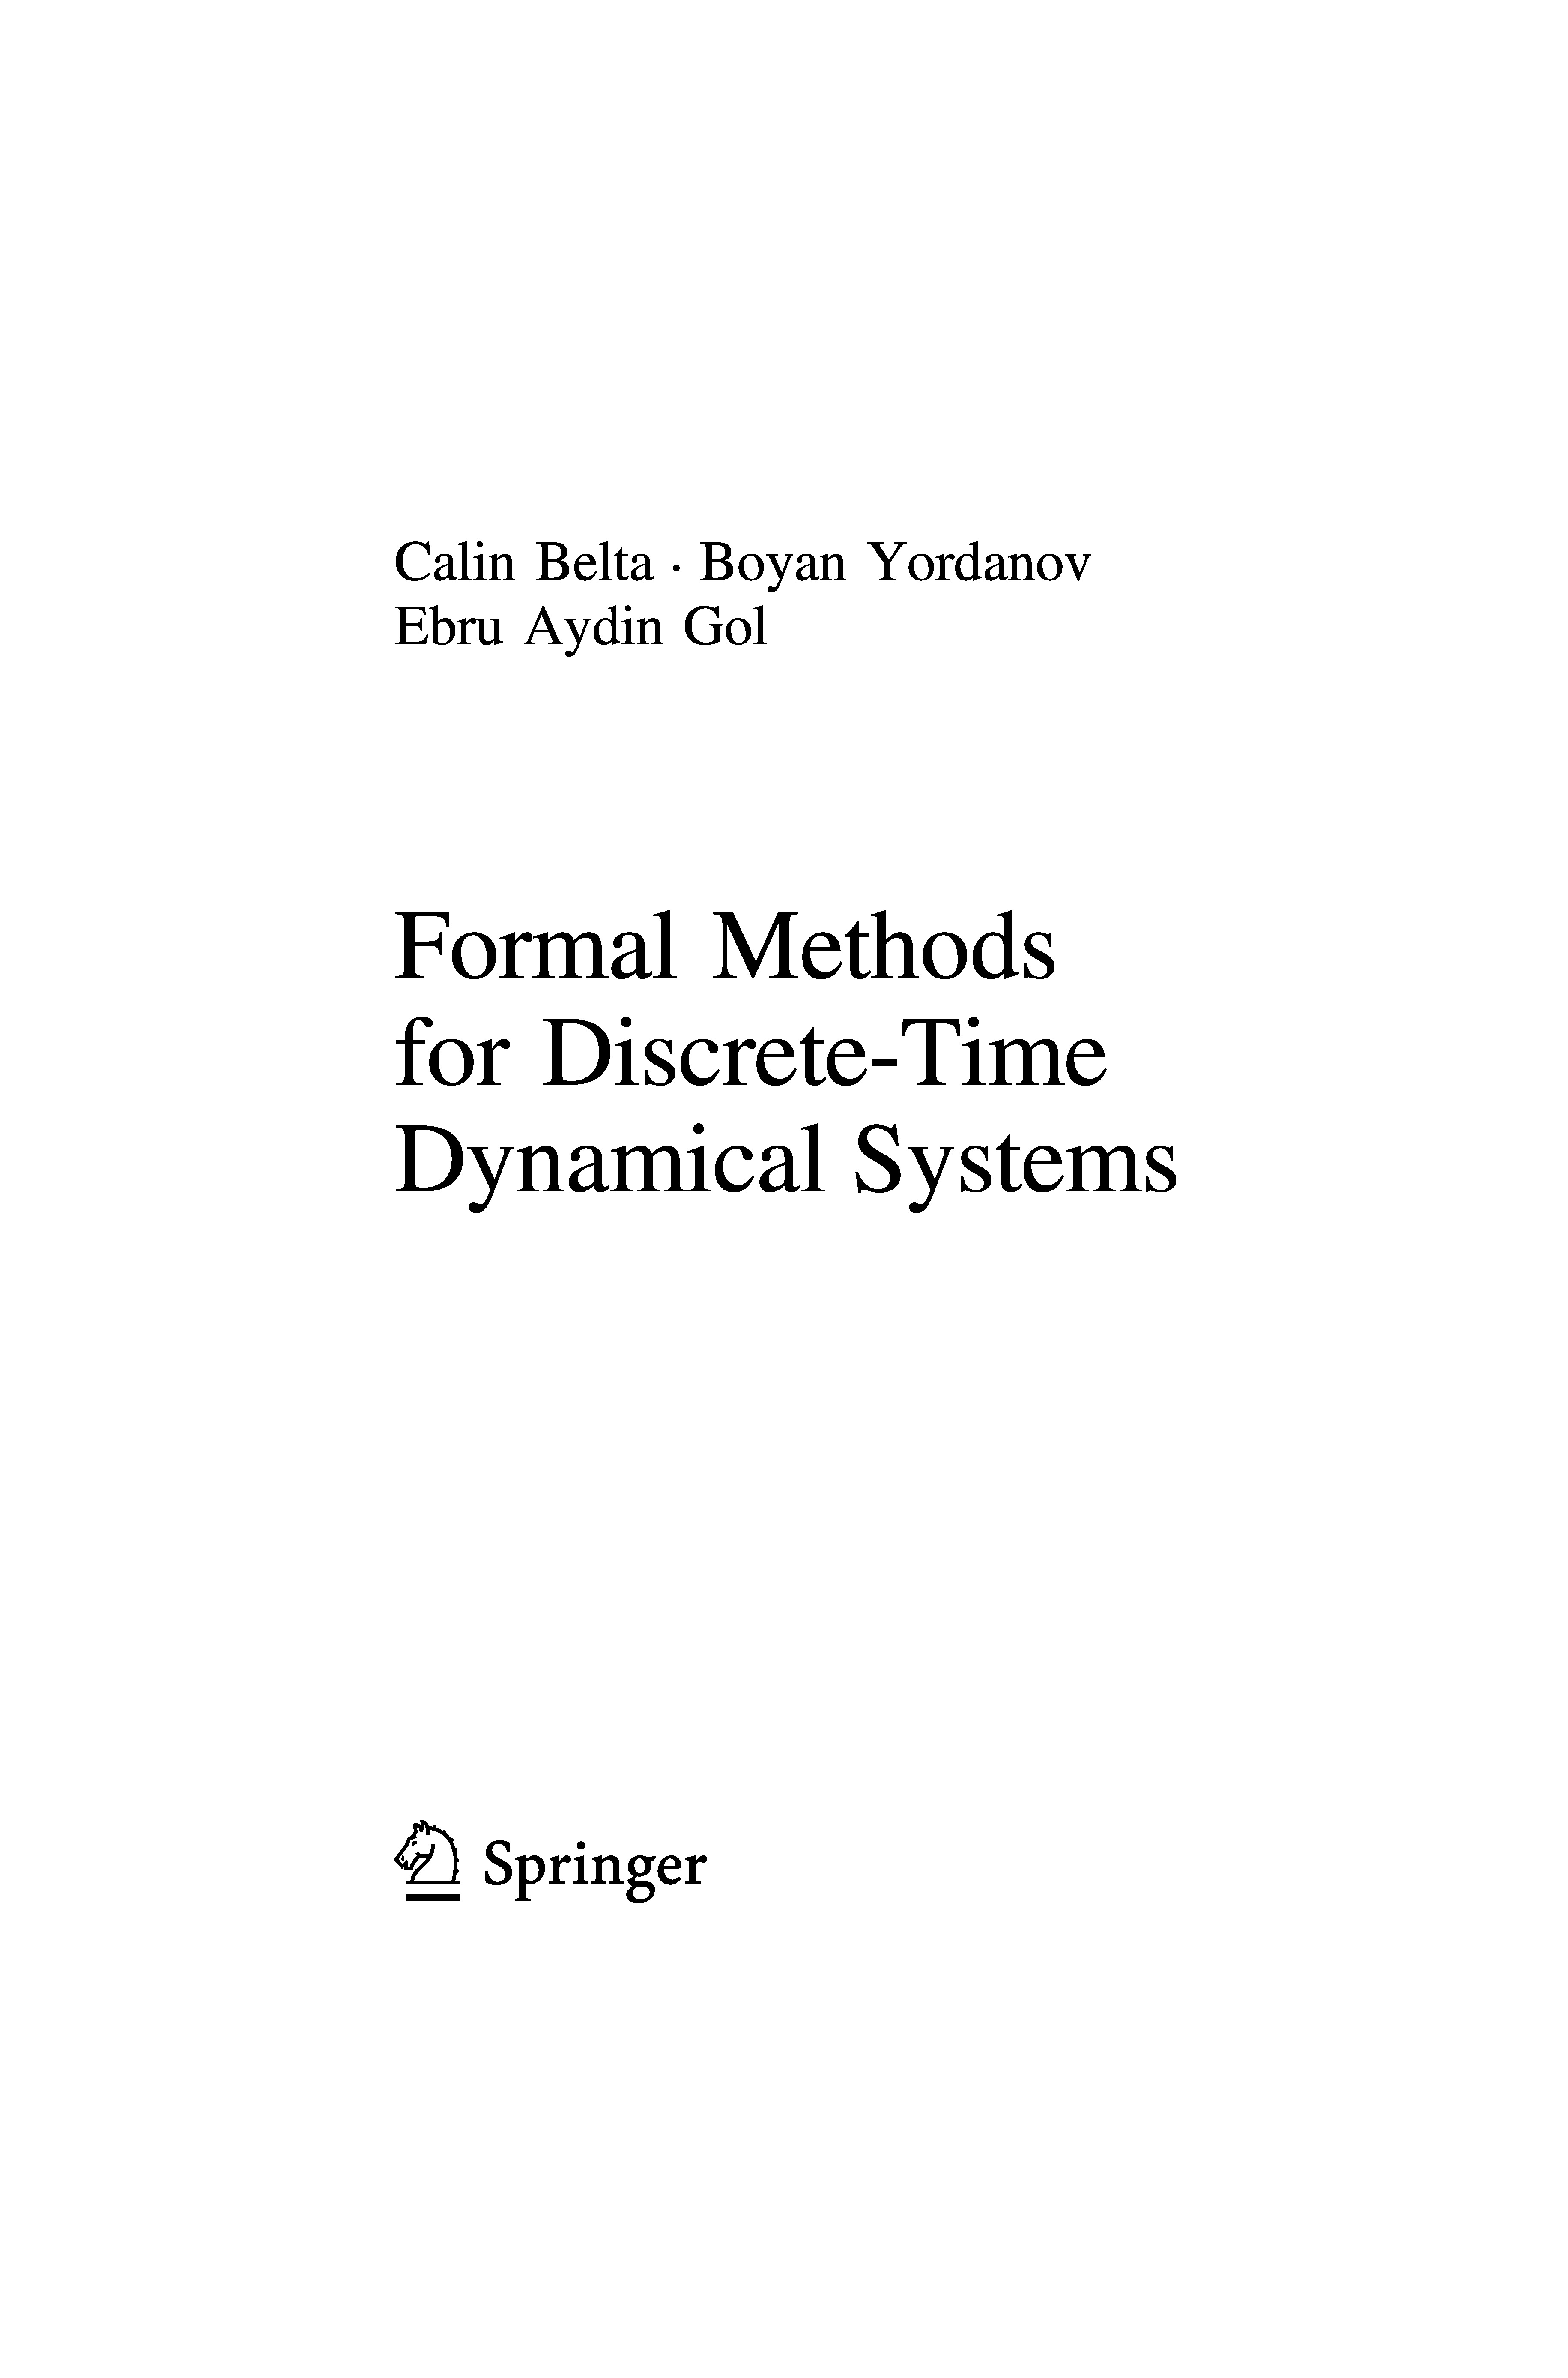 Calin Belta · Boyan Yordanov
Ebru Aydin Gol
Formal Methods
for Discrete-Time
Dynamical Systems
Springer